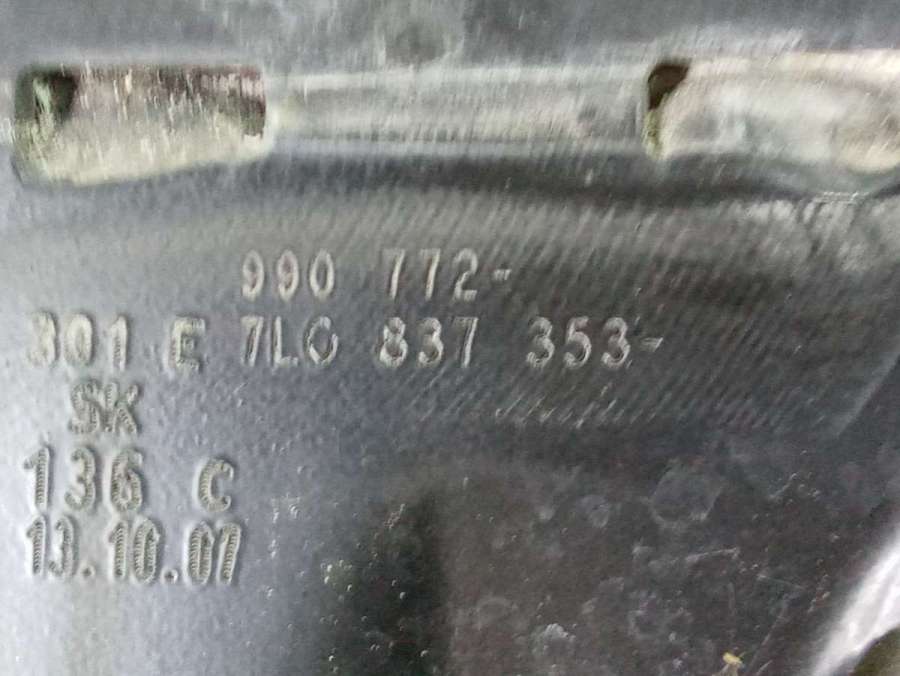 990 772-
301 E 7L0 837 353-
SK
136 C
13.10.07